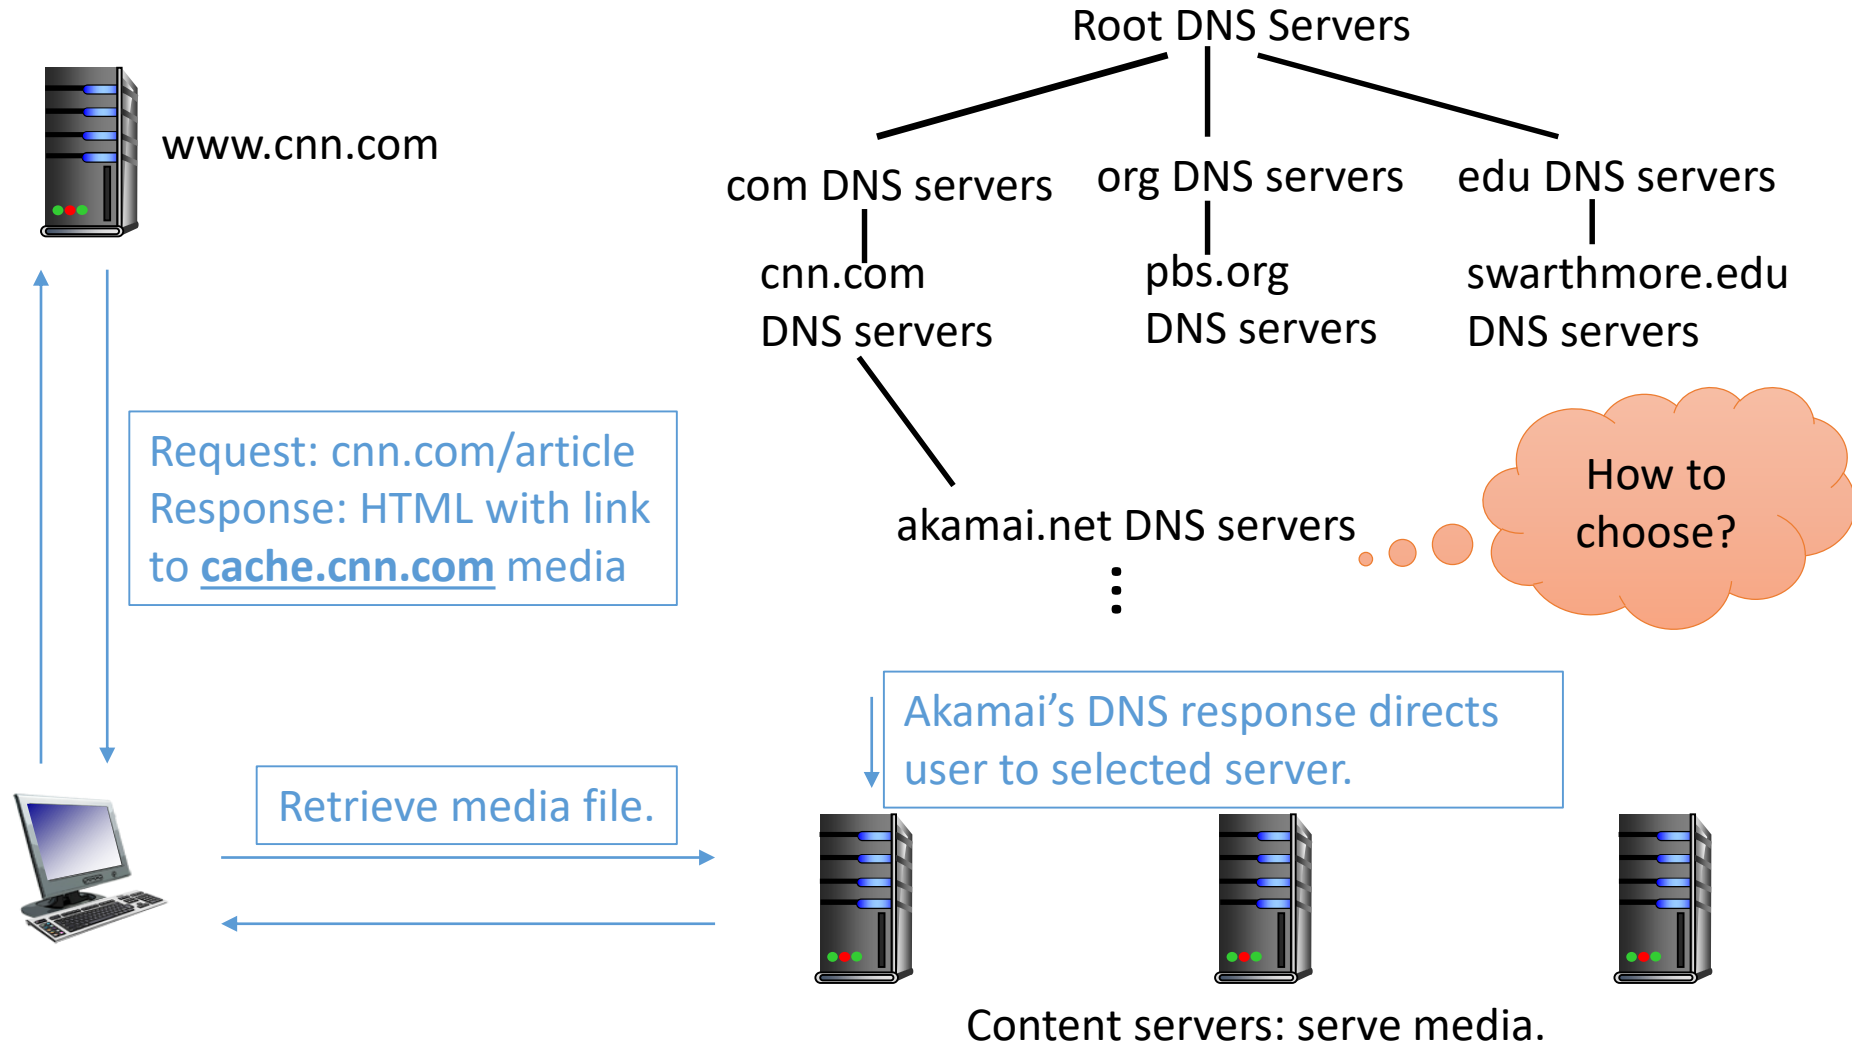 Root DNS Servers
www.cnn.com
com DNS servers
org DNS servers
edu DNS servers
cnn.com
DNS servers
pbs.org
DNS servers
swarthmore.edu
DNS servers
Request: cnn.com/article
Response: HTML with link
to cache.cnn.com media
akamai.net DNS servers
⋮
How to
choose?
Akamai’s DNS response directs
user to selected server.
Retrieve media file.
Content servers: serve media.